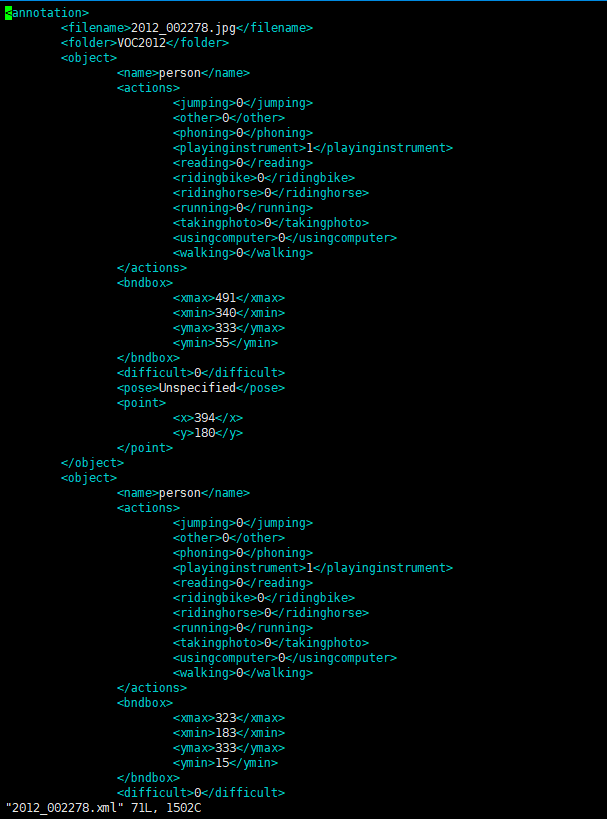 <annotation>
<filename>2012_002278.jpg</filename>
<folder>VOC2012</folder>
<object>
<name>person</name>
<actions>
<jumping>0</jumping>
<other>0</other>
<phoning>0</phoning>
<playinginstrument>1</playinginstrument>
<reading>0</reading>
<ridingbike>0</ridingbike>
<ridinghorse>0</ridinghorse>
<running>0</running>
<takingphoto>0</takingphoto>
<usingcomputer>0</usingcomputer>
<walking>0</walking>
</actions>
<bndbox>
<xmax>491</xmax>
<xmin>340</xmin>
<ymax>333</ymax>
<ymin>55</ymin>
</bndbox>
<difficult>0</difficult>
<pose>Unspecified</pose>
<point>
<x>394</x>
<y>180</y>
</point>
</object>
<object>
<name>person</name>
<actions>
<jumping>0</jumping>
<other>0</other>
<phoning>0</phoning>
<playinginstrument>1</playinginstrument>
<reading>0</reading>
<ridingbike>0</ridingbike>
<ridinghorse>0</ridinghorse>
<running>0</running>
<takingphoto>0</takingphoto>
<usingcomputer>0</usingcomputer>
<walking>0</walking>
</actions>
<bndbox>
<xmax>323</xmax>
<xmin>183</xmin>
<ymax>333</ymax>
<ymin>15</ymin>
</bndbox>
<difficult>0</difficult>
"2012_002278.xml" 71L, 1502C